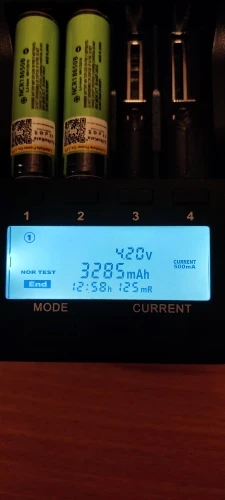 NCR18650B
NCR18650B
1 2 3 4
1
4.20v
CURRENT
500mA
NOR TEST
3285mAh
End
12:58h 125mR
MODE CURRENT